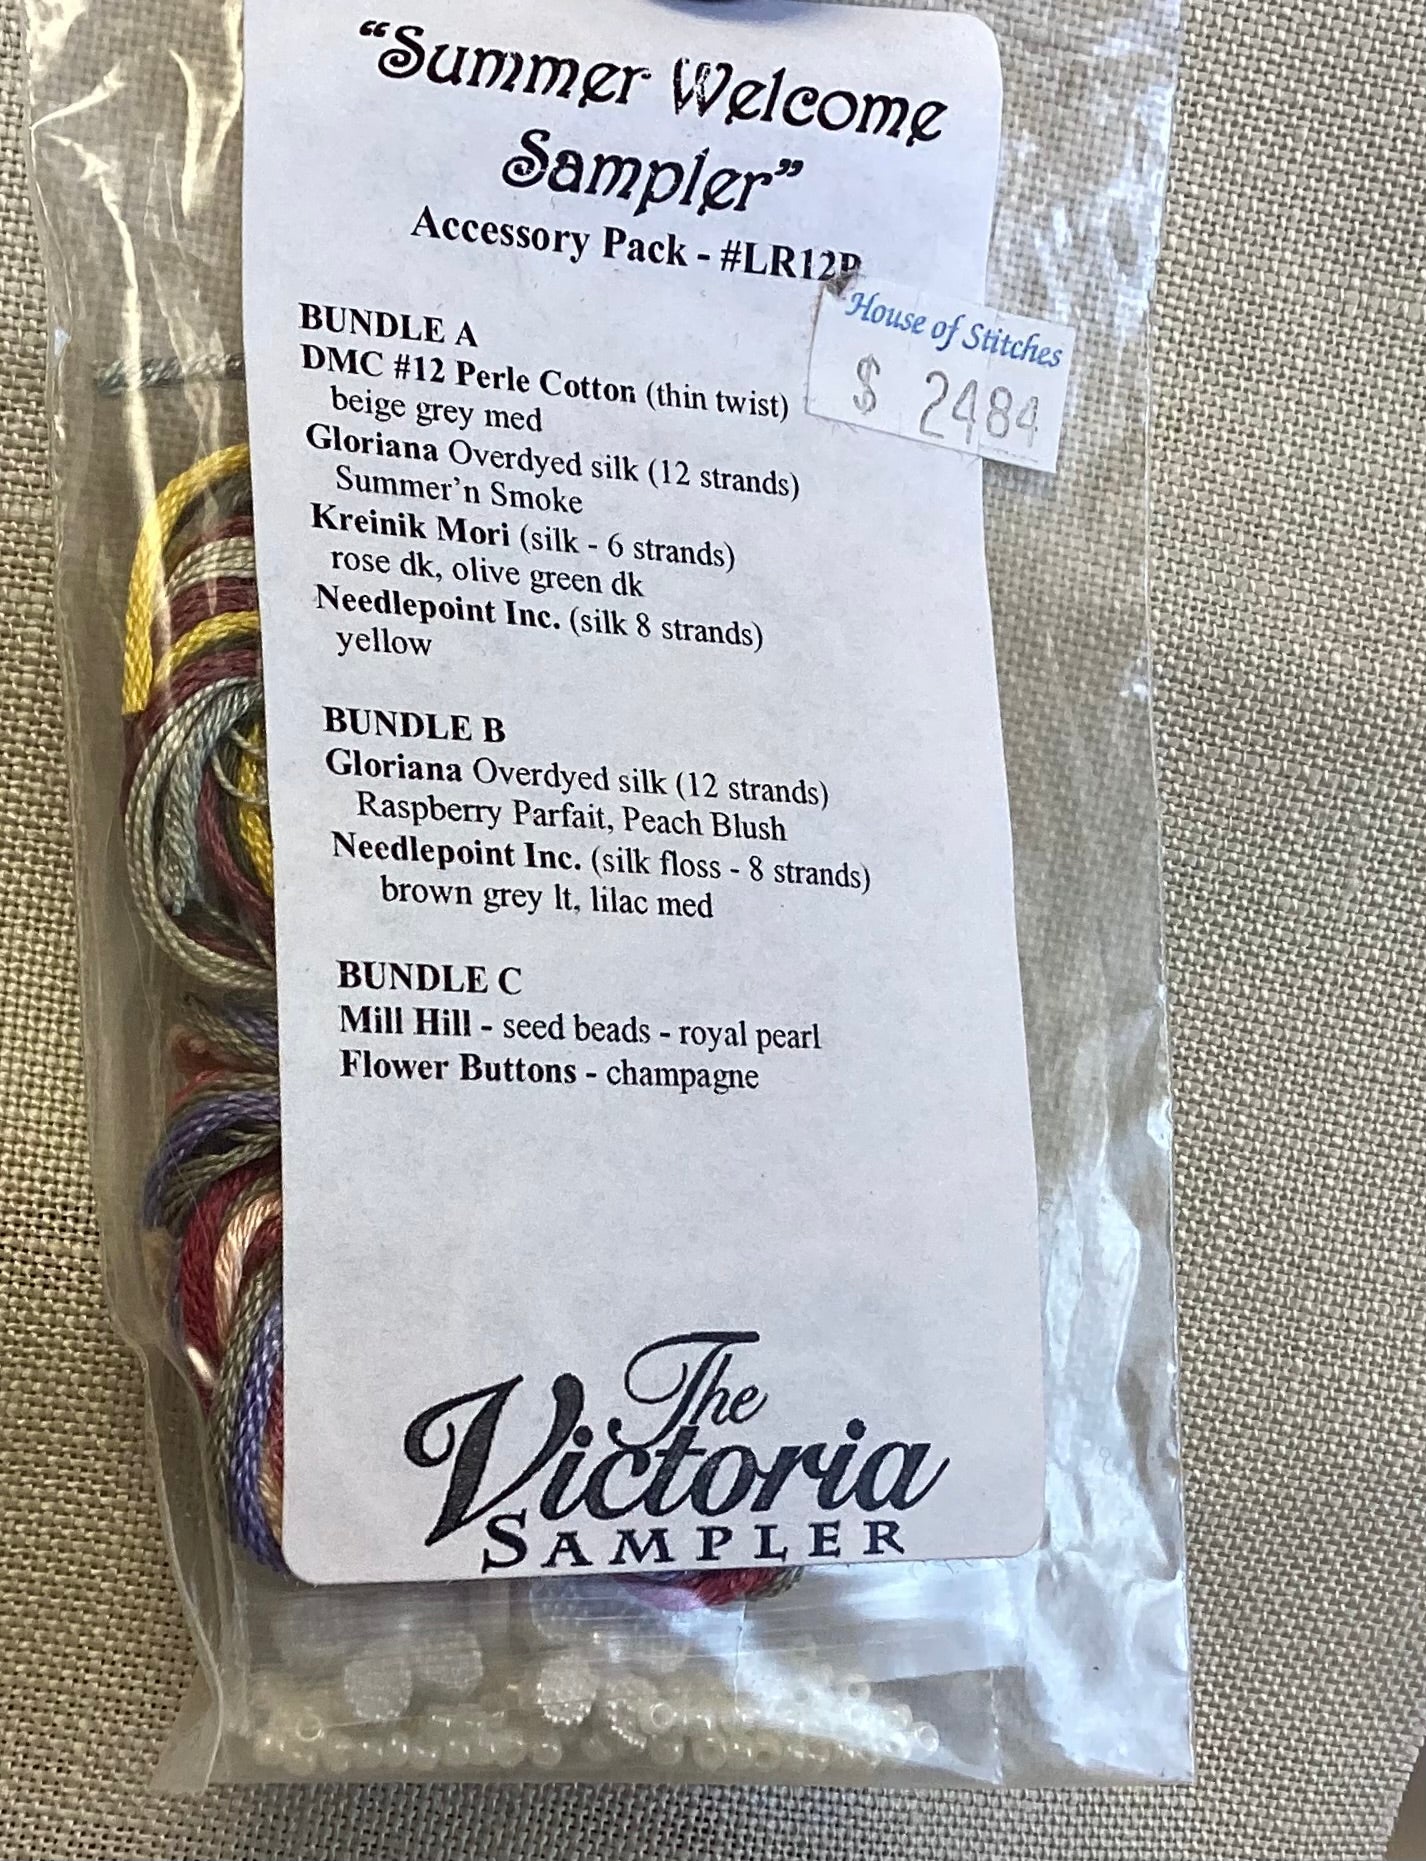 “Summer Welcome
Sampler”
Accessory Pack - #LR12P
House of Stitches
$ 2484
BUNDLE A
DMC #12 Perle Cotton (thin twist)
beige grey med
Gloriana Overdyed silk (12 strands)
Summer’n Smoke
Kreinik Mori (silk - 6 strands)
rose dk, olive green dk
Needlepoint Inc. (silk 8 strands)
yellow
BUNDLE B
Gloriana Overdyed silk (12 strands)
Raspberry Parfait, Peach Blush
Needlepoint Inc. (silk floss - 8 strands)
brown grey lt, lilac med
BUNDLE C
Mill Hill - seed beads - royal pearl
Flower Buttons - champagne
The
Victoria
SAMPLER